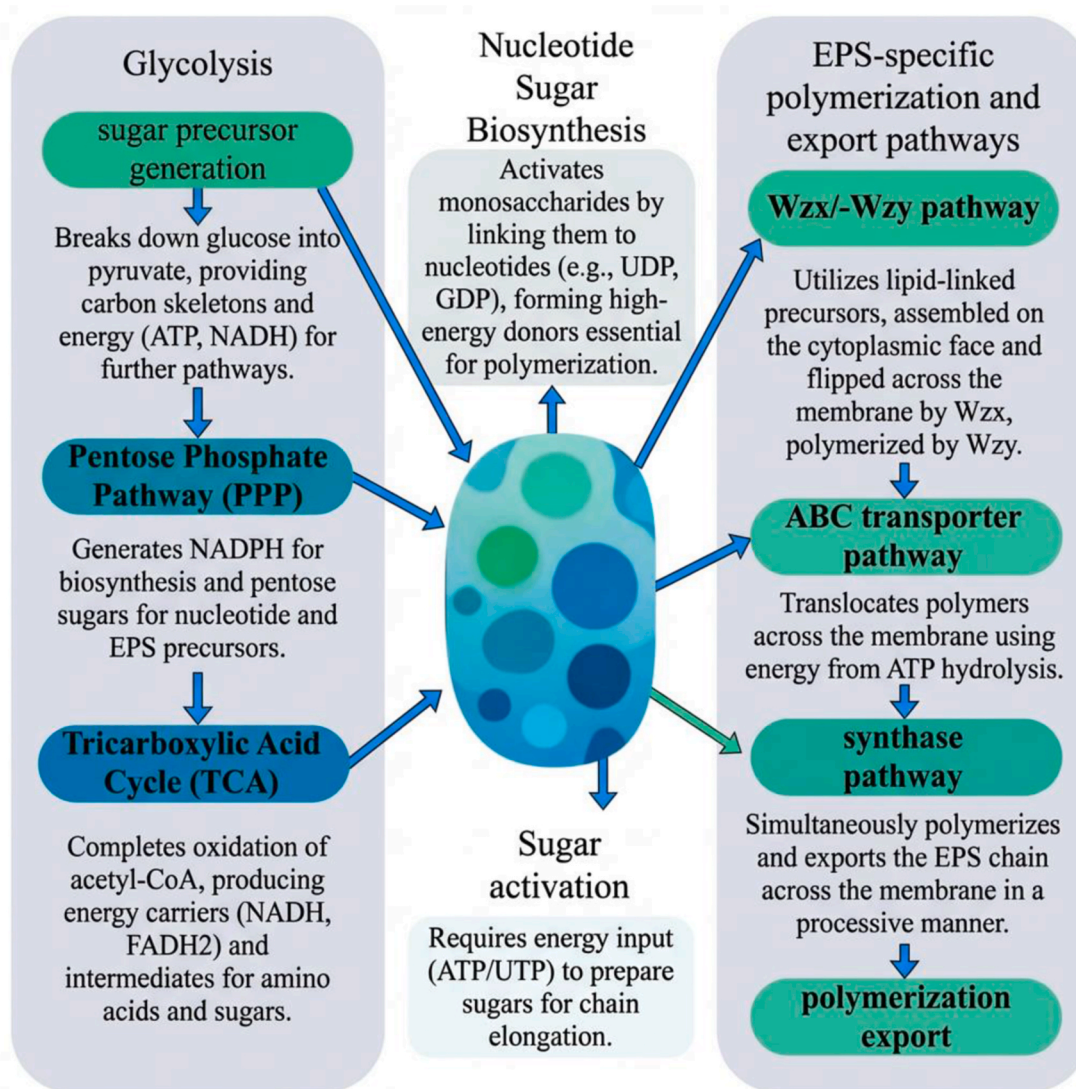 Glycolysis
sugar precursor
generation
Breaks down glucose into
pyruvate, providing
carbon skeletons and
energy (ATP, NADH) for
further pathways.
Pentose Phosphate
Pathway (PPP)
Generates NADPH for
biosynthesis and pentose
sugars for nucleotide and
EPS precursors.
Tricarboxylic Acid
Cycle (TCA)
Completes oxidation of
acetyl-CoA, producing
energy carriers (NADH,
FADH2) and
intermediates for amino
acids and sugars.
Nucleotide
Sugar
Biosynthesis
Activates
monosaccharides by
linking them to
nucleotides (e.g., UDP,
GDP), forming high-
energy donors essential
for polymerization.
Sugar
activation
Requires energy input
(ATP/UTP) to prepare
sugars for chain
elongation.
EPS-specific
polymerization and
export pathways
Wzx/-Wzy pathway
Utilizes lipid-linked
precursors, assembled on
the cytoplasmic face and
flipped across the
membrane by Wzx,
polymerized by Wzy.
ABC transporter
pathway
Translocates polymers
across the membrane using
energy from ATP hydrolysis.
synthase
pathway
Simultaneously polymerizes
and exports the EPS chain
across the membrane in a
processive manner.
polymerization
export